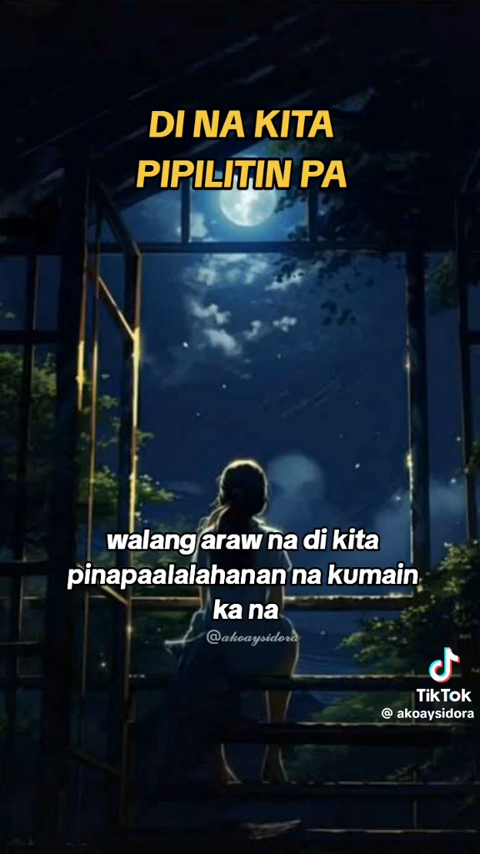 DI NA KITA
PIPILITIN PA
walang araw na di kita
pinapaalalahanan na kumain
ka na
@akoaysidora
TikTok
@ akoaysidora